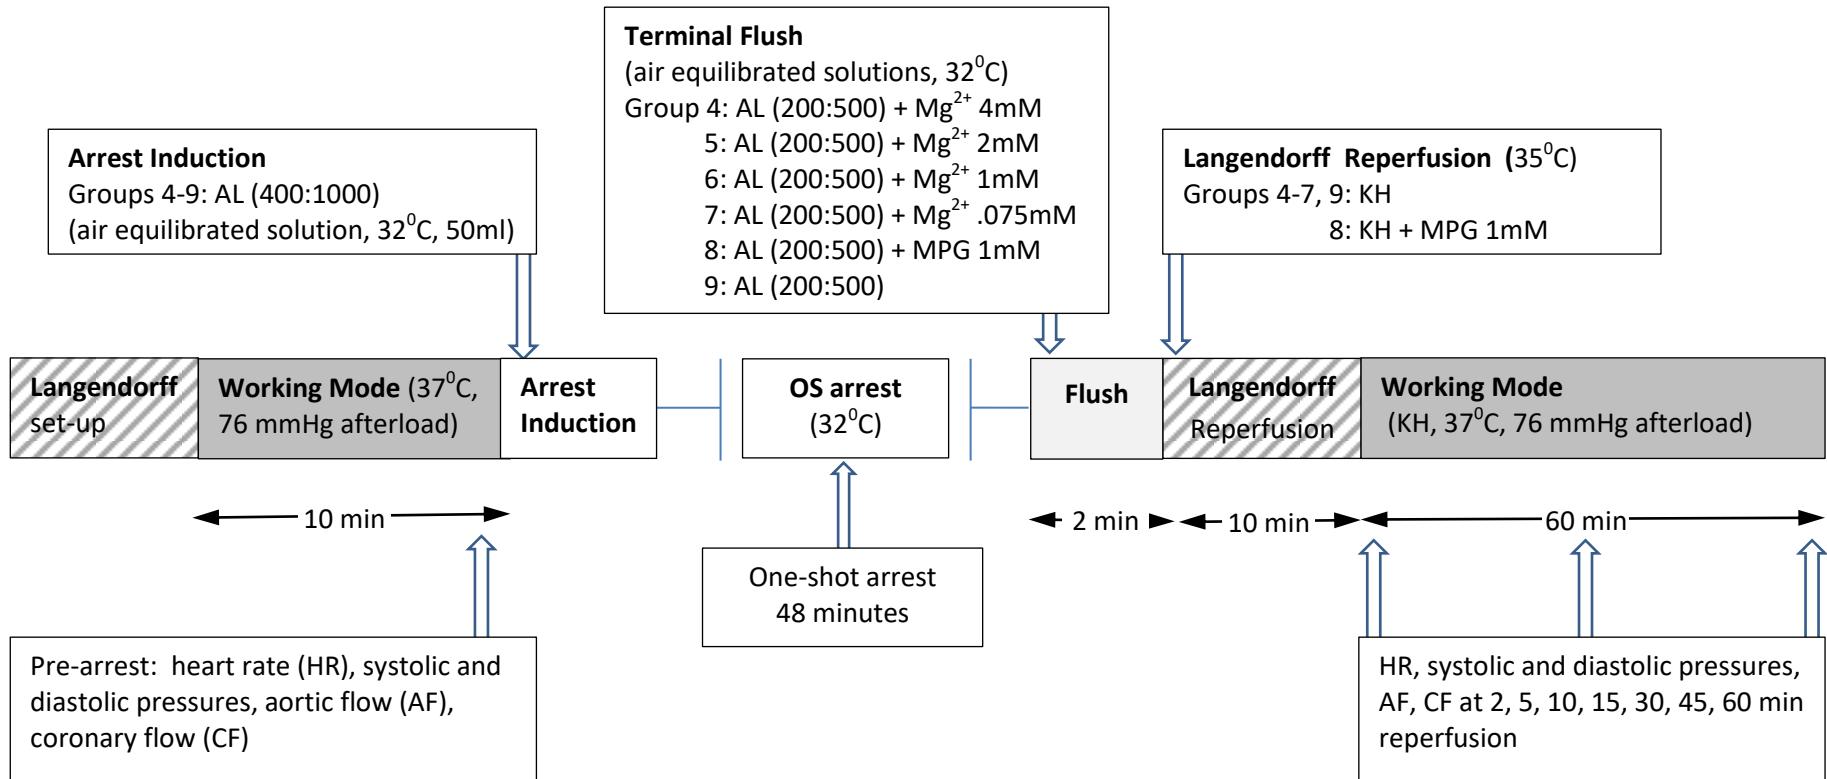 Terminal Flush
(air equilibrated solutions, 32⁰C)
Group 4: AL (200:500) + Mg²⁺ 4mM
5: AL (200:500) + Mg²⁺ 2mM
6: AL (200:500) + Mg²⁺ 1mM
7: AL (200:500) + Mg²⁺ .075mM
8: AL (200:500) + MPG 1mM
9: AL (200:500)
Arrest Induction
Groups 4-9: AL (400:1000)
(air equilibrated solution, 32⁰C, 50ml)
Langendorff Reperfusion (35⁰C)
Groups 4-7, 9: KH
8: KH + MPG 1mM
Langendorff
set-up
Working Mode (37⁰C,
76 mmHg afterload)
Arrest
Induction
OS arrest
(32⁰C)
Flush
Langendorff
Reperfusion
Working Mode
(KH, 37⁰C, 76 mmHg afterload)
10 min
2 min
10 min
60 min
One-shot arrest
48 minutes
Pre-arrest: heart rate (HR), systolic and
diastolic pressures, aortic flow (AF),
coronary flow (CF)
HR, systolic and diastolic pressures,
AF, CF at 2, 5, 10, 15, 30, 45, 60 min
reperfusion